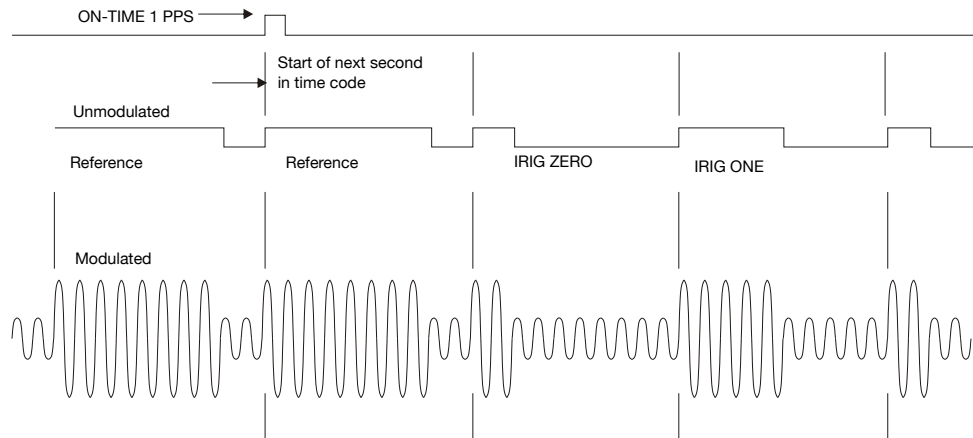 ON-TIME 1 PPS
Start of next second
in time code
Unmodulated
Reference
Reference
IRIG ZERO
IRIG ONE
Modulated